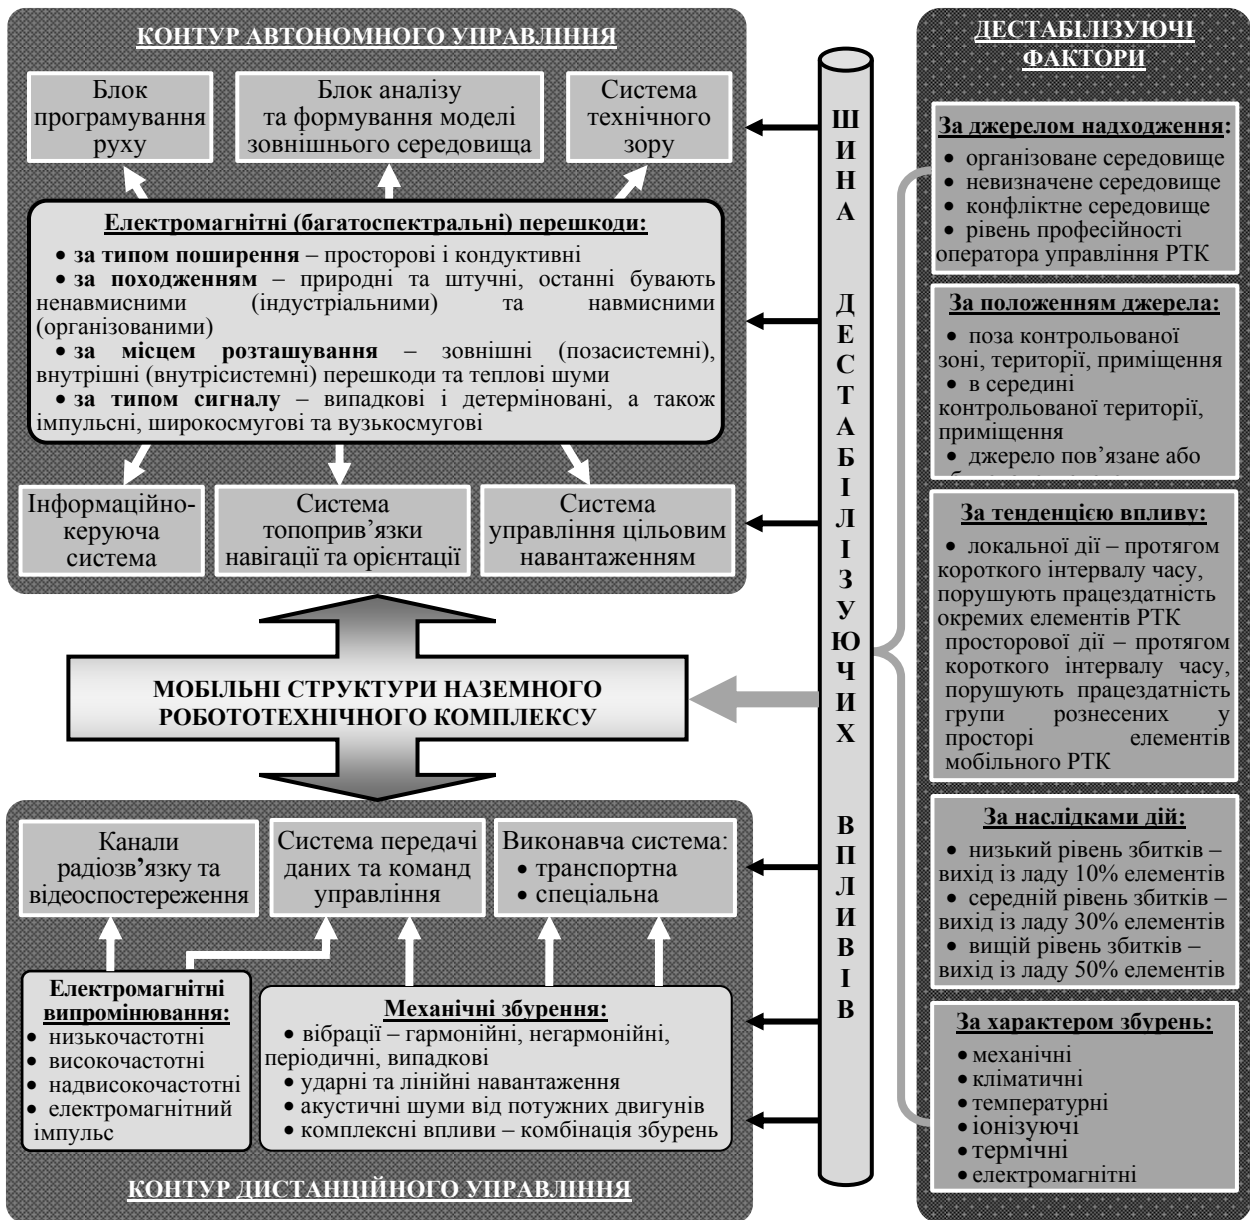 КОНТУР АВТОНОМНОГО УПРАВЛІННЯ
Блок
програмування
руху
Блок аналізу
та формування моделі
зовнішнього середовища
Система
технічного
зору
Електромагнітні (багатоспектральні) перешкоди:
• за типом поширення – просторові і кондуктивні
• за походженням – природні та штучні, останні бувають
ненавмисними (індустріальними) та навмисними
(організованими)
• за місцем розташування – зовнішні (позасистемні),
внутрішні (внутрісистемні) перешкоди та теплові шуми
• за типом сигналу – випадкові і детерміновані, а також
імпульсні, широкосмугові та вузькосмугові
Інформаційно-
керуюча
система
Система
топоприв’язки
навігації та орієнтації
Система
управління цільовим
навантаженням
МОБІЛЬНІ СТРУКТУРИ НАЗЕМНОГО
РОБОТОТЕХНІЧНОГО КОМПЛЕКСУ
Канали
радіозв’язку та
відеоспостереження
Система передачі
даних та команд
управління
Виконавча система:
• транспортна
• спеціальна
Електромагнітні
випромінювання:
• низькочастотні
• високочастотні
• надвисокочастотні
• електромагнітний
імпульс
Механічні збурення:
• вібрації – гармонійні, негармонійні,
періодичні, випадкові
• ударні та лінійні навантаження
• акустичні шуми від потужних двигунів
• комплексні впливи – комбінація збурень
КОНТУР ДИСТАНЦІЙНОГО УПРАВЛІННЯ
ШИНА ДЕСТАБІЛІЗУЮЧИХ ВПЛИВІВ
ДЕСТАБІЛІЗУЮЧІ
ФАКТОРИ
За джерелом надходження:
• організоване середовище
• невизначене середовище
• конфліктне середовище
• рівень професійності
оператора управління РТК
За положенням джерела:
• поза контрольованої
зоні, території, приміщення
• в середині
контрольованої території,
приміщення
• джерело пов’язане або
За тенденцією впливу:
• локальної дії – протягом
короткого інтервалу часу,
порушують працездатність
окремих елементів РТК
просторової дії – протягом
короткого інтервалу часу,
порушують працездатність
групи рознесених у
просторі елементів
мобільного РТК
За наслідками дій:
• низький рівень збитків –
вихід із ладу 10% елементів
• середній рівень збитків –
вихід із ладу 30% елементів
• вищій рівень збитків –
вихід із ладу 50% елементів
За характером збурень:
• механічні
• кліматичні
• температурні
• іонізуючі
• термічні
• електромагнітні